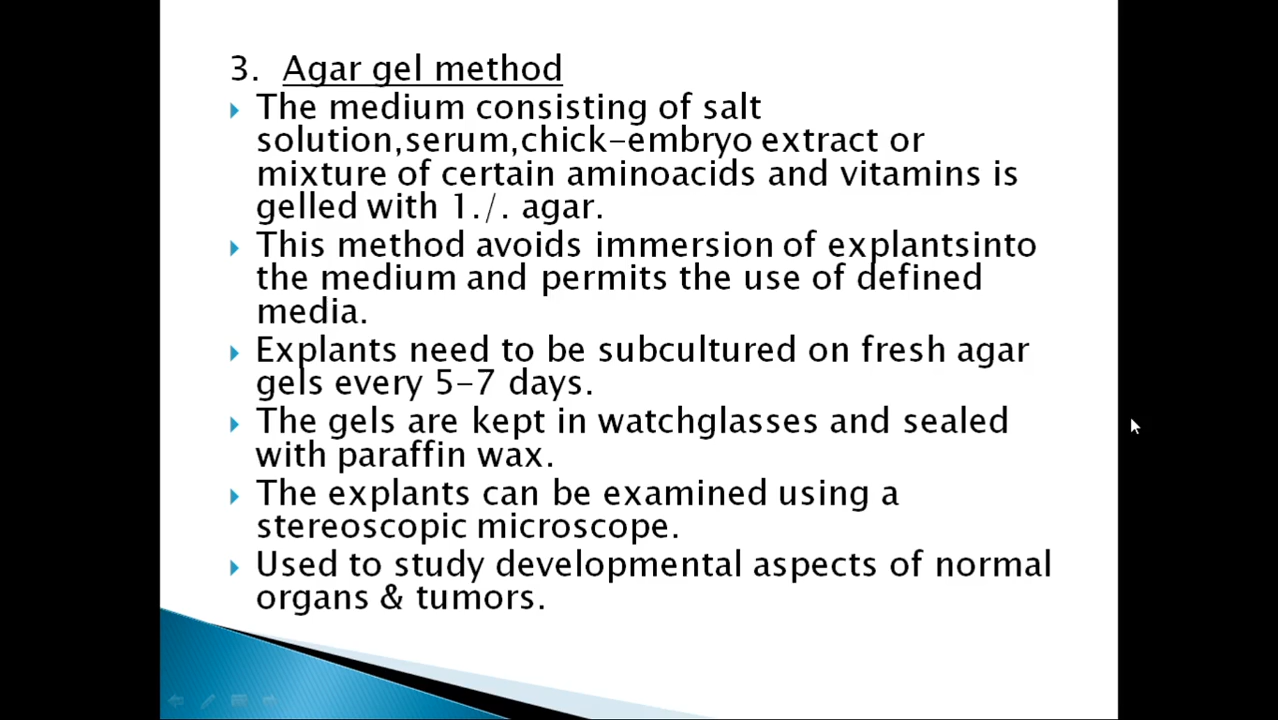 3. Agar gel method
The medium consisting of salt
solution,serum,chick-embryo extract or
mixture of certain aminoacids and vitamins is
gelled with 1./. agar.
This method avoids immersion of explantsinto
the medium and permits the use of defined
media.
Explants need to be subcultured on fresh agar
gels every 5-7 days.
The gels are kept in watchglasses and sealed
with paraffin wax.
The explants can be examined using a
stereoscopic microscope.
Used to study developmental aspects of normal
organs & tumors.